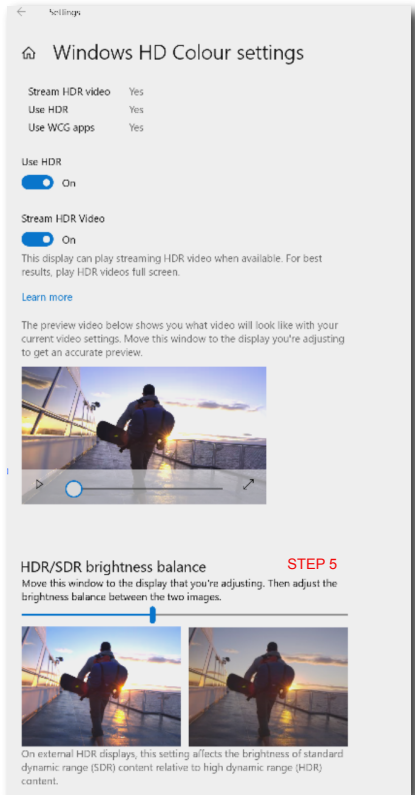 Settings
Windows HD Colour settings
Stream HDR video Yes
Use HDR Yes
Use WCG apps Yes
Use HDR
On
Stream HDR Video
On
This display can play streaming HDR video when available. For best
results, play HDR videos full screen.
Learn more
The preview video below shows you what video will look like with your
current video settings. Move this window to the display you're adjusting
to get an accurate preview.
HDR/SDR brightness balance STEP 5
Move this window to the display that you're adjusting. Then adjust the
brightness balance between the two images.
On external HDR displays, this setting affects the brightness of standard
dynamic range (SDR) content relative to high dynamic range (HDR)
content.